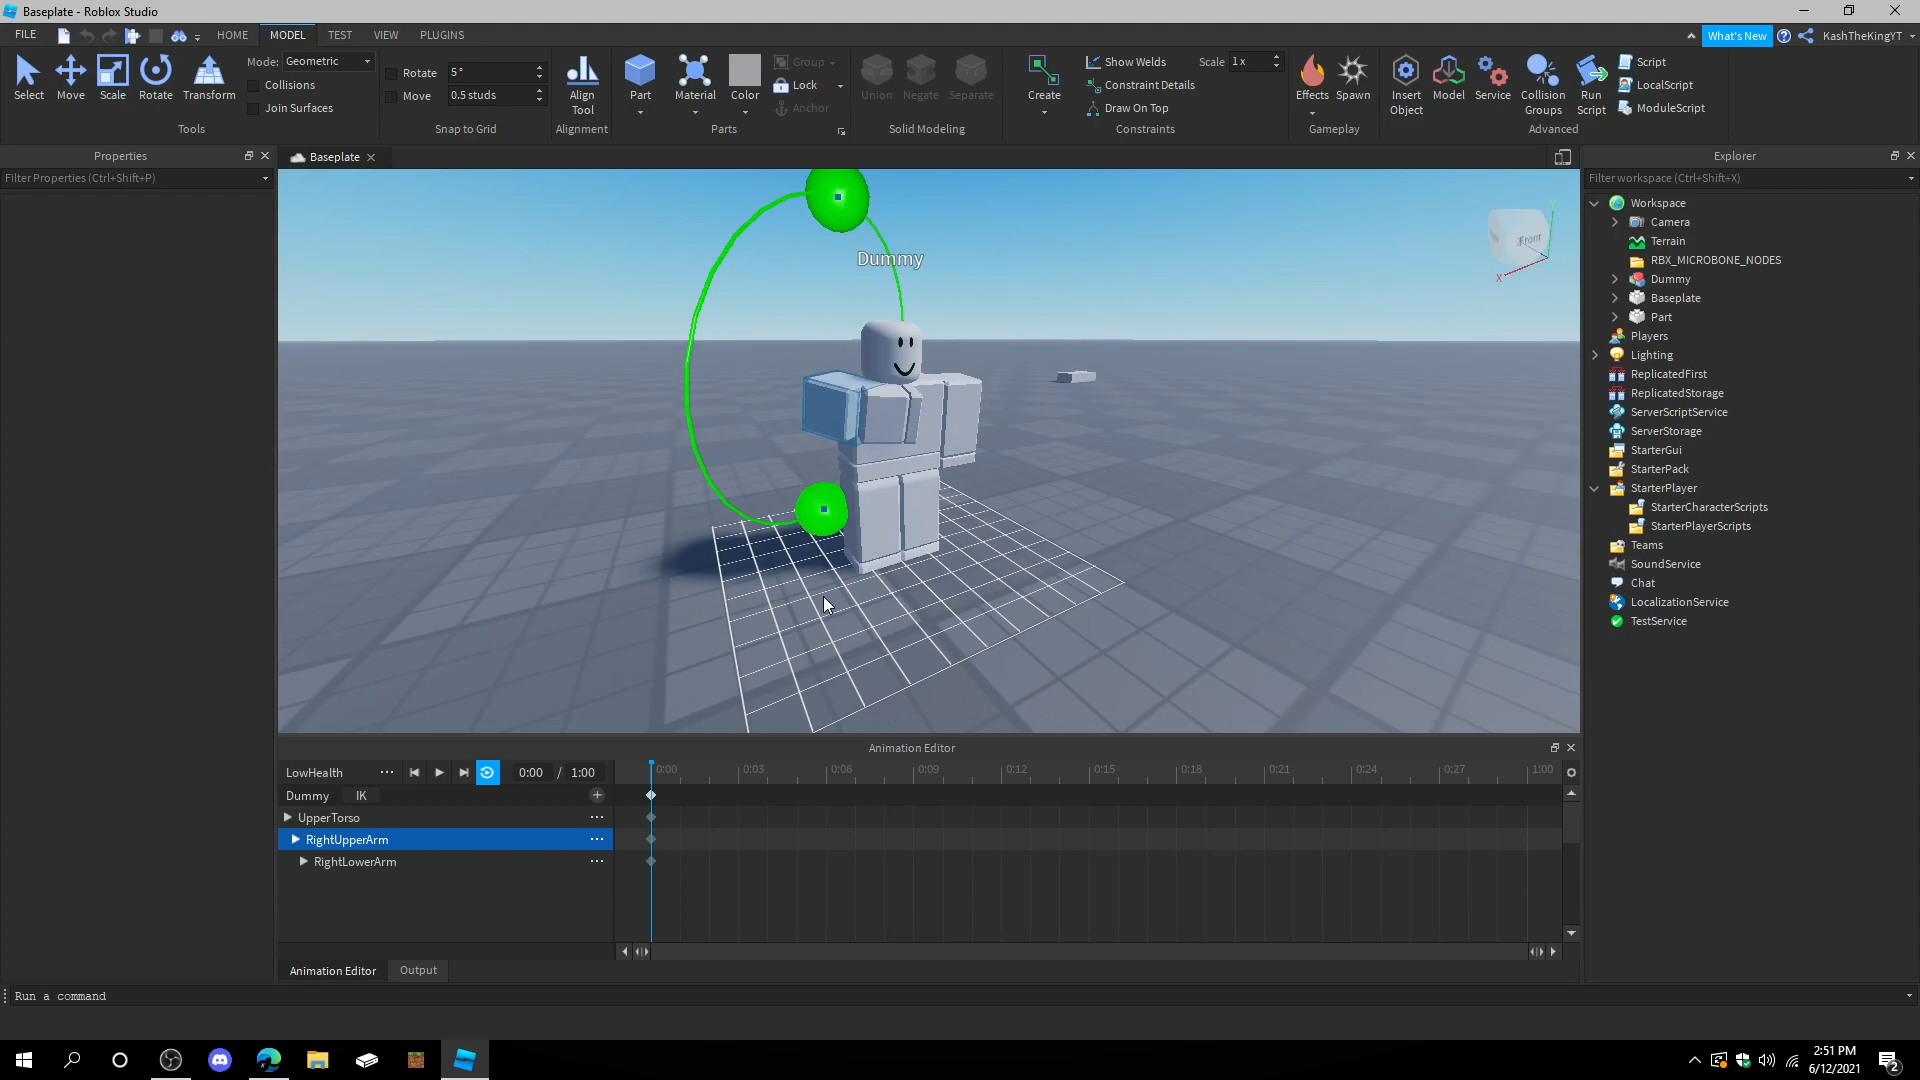 Baseplate - Roblox Studio
FILE HOME MODEL TEST VIEW PLUGINS What's New KashTheKingYT
Select Move Scale Rotate Transform
Mode: Geometric
Collisions
Join Surfaces
Tools
Rotate 5°
Move 0.5 studs
Snap to Grid
Align
Tool
Alignment
Part Material Color
Group
Lock
Anchor
Parts
Union Negate Separate
Solid Modeling
Create
Show Welds Scale 1x
Constraint Details
Draw On Top
Constraints
Effects Spawn
Gameplay
Insert
Object
Model Service
Collision
Groups
Run
Script
Script
LocalScript
ModuleScript
Advanced
Properties
Filter Properties (Ctrl+Shift+P)
Baseplate
Dummy
Front
X
Y
Explorer
Filter workspace (Ctrl+Shift+X)
Workspace
Camera
Terrain
RBX_MICROBONE_NODES
Dummy
Baseplate
Part
Players
Lighting
ReplicatedFirst
ReplicatedStorage
ServerScriptService
ServerStorage
StarterGui
StarterPack
StarterPlayer
StarterCharacterScripts
StarterPlayerScripts
Teams
SoundService
Chat
LocalizationService
TestService
Animation Editor
LowHealth 0:00 / 1:00 0:00 0:03 0:06 0:09 0:12 0:15 0:18 0:21 0:24 0:27 1:00
Dummy IK
UpperTorso
RightUpperArm
RightLowerArm
Animation Editor Output
Run a command
2:51 PM
6/12/2021
2